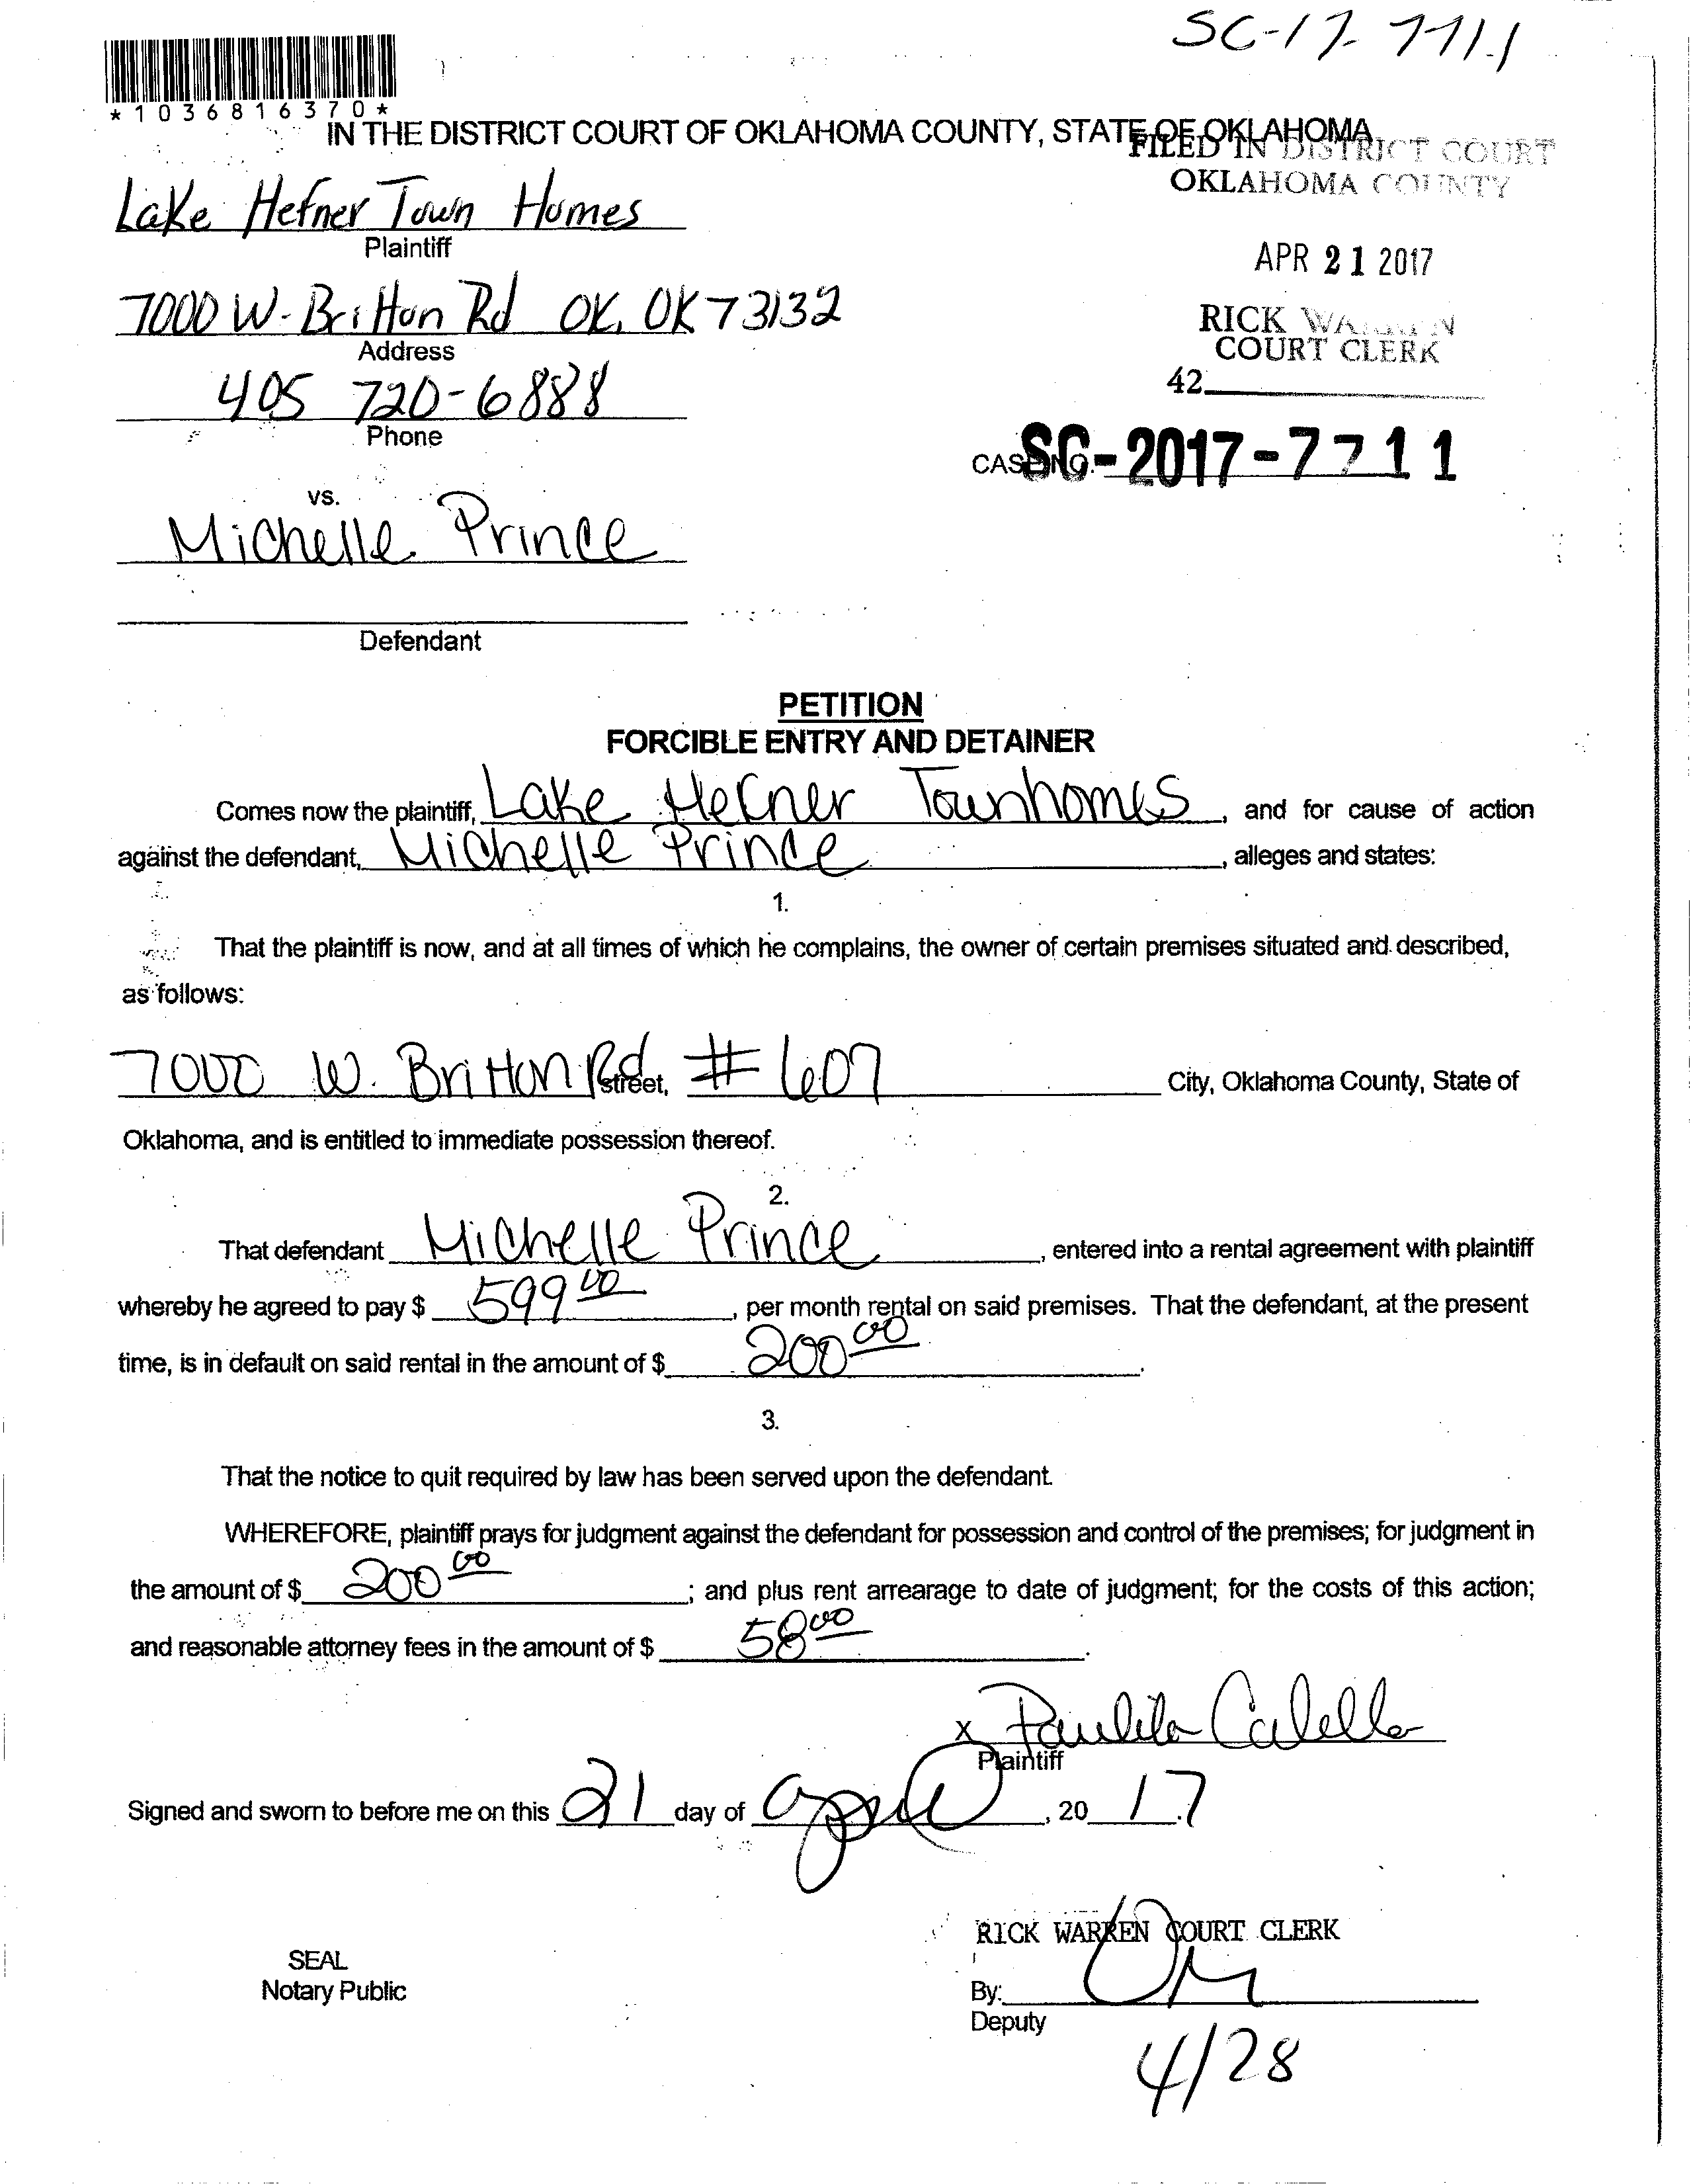 SC-17-7711
*1036816370*
IN THE DISTRICT COURT OF OKLAHOMA COUNTY, STATE OF OKLAHOMA
FILED IN DISTRICT COURT
OKLAHOMA COUNTY
Lake Hefner Town Homes
Plaintiff
APR 21 2017
7000 W. Britton Rd OK, OK 73132
Address
RICK WARREN
COURT CLERK
42
405 720-6888
Phone
CASE NO. SC-2017-7711
vs.
Michelle Prince
Defendant
PETITION
FORCIBLE ENTRY AND DETAINER
Comes now the plaintiff, Lake Hefner Townhomes, and for cause of action
against the defendant, Michelle Prince, alleges and states:
1.
That the plaintiff is now, and at all times of which he complains, the owner of certain premises situated and described,
as follows:
7000 W. Britton Rd street, # 607 City, Oklahoma County, State of
Oklahoma, and is entitled to immediate possession thereof.
2.
That defendant Michelle Prince, entered into a rental agreement with plaintiff
whereby he agreed to pay $ 599 00, per month rental on said premises. That the defendant, at the present
time, is in default on said rental in the amount of $ 200 00.
3.
That the notice to quit required by law has been served upon the defendant.
WHEREFORE, plaintiff prays for judgment against the defendant for possession and control of the premises; for judgment in
the amount of $ 200 00; and plus rent arrearage to date of judgment; for the costs of this action;
and reasonable attorney fees in the amount of $ 58 00.
x
Plaintiff
Signed and sworn to before me on this 21 day of April, 20 17
RICK WARREN COURT CLERK
SEAL
Notary Public
By:
Deputy
4/28